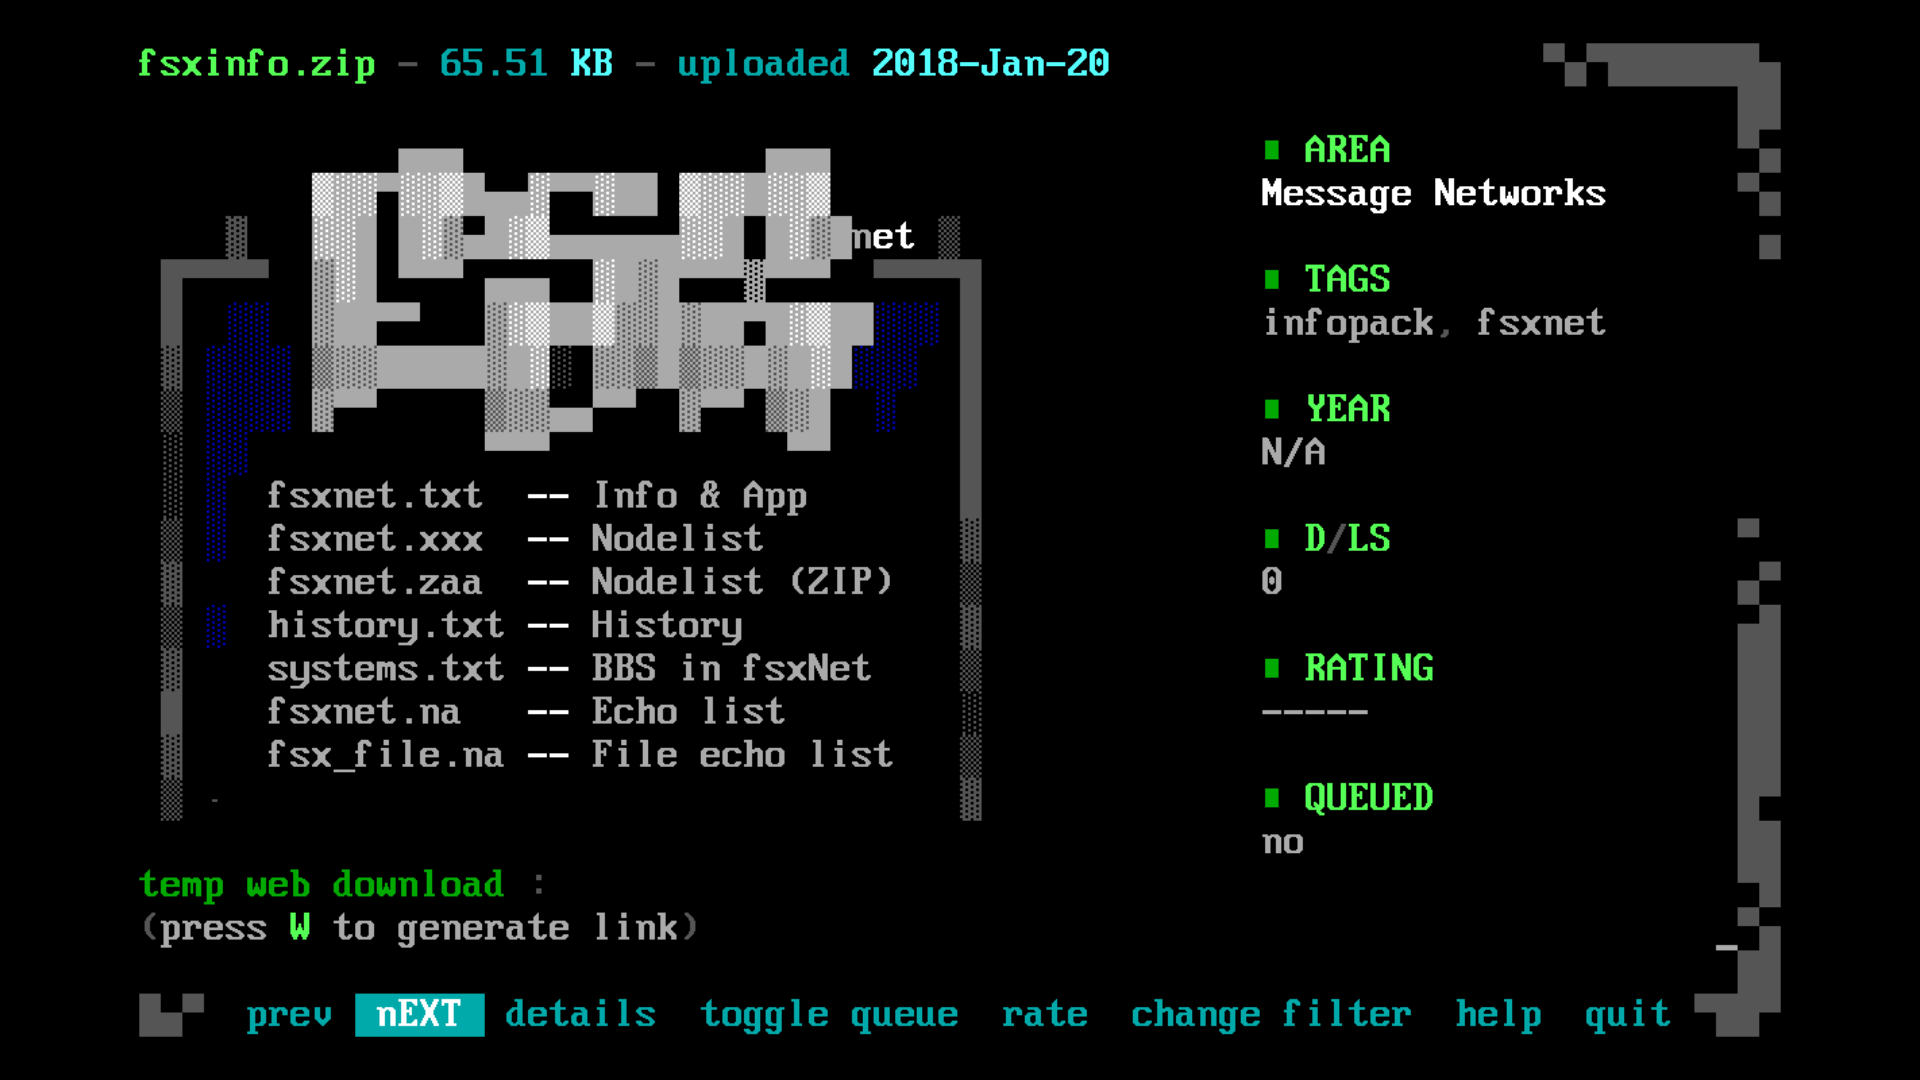 fsxinfo.zip - 65.51 KB - uploaded 2018-Jan-20
net
fsxnet.txt -- Info & App
fsxnet.xxx -- Nodelist
fsxnet.zaa -- Nodelist (ZIP)
history.txt -- History
systems.txt -- BBS in fsxNet
fsxnet.na -- Echo list
fsx_file.na -- File echo list
AREA
Message Networks
TAGS
infopack, fsxnet
YEAR
N/A
D/LS
0
RATING
-----
QUEUED
no
temp web download :
(press W to generate link)
prev nEXT details toggle queue rate change filter help quit